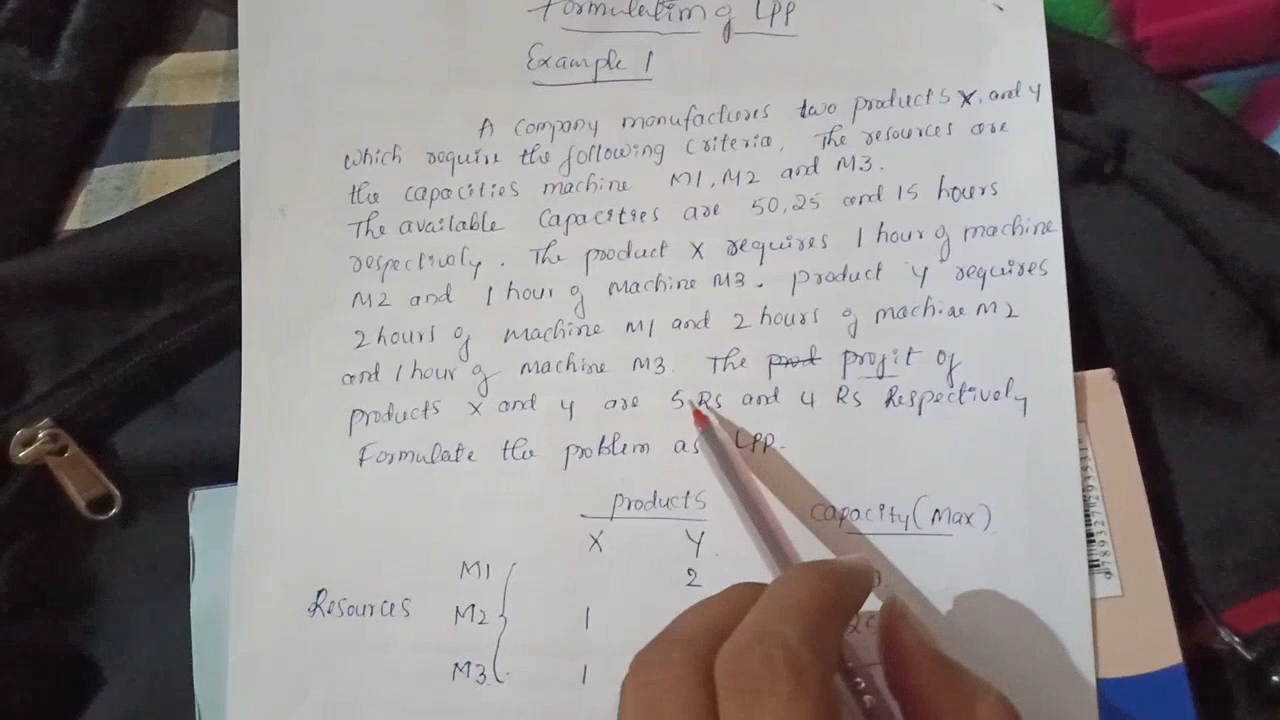 Formulating of LPP
Example 1
A Company manufactures two products X, and Y
which require the following criteria. The resources are
the capacities machine M1, M2 and M3.
The available Capacities are 50, 25 and 15 hours
respectively. The product X requires 1 hour of machine
M2 and 1 hour of machine M3. product Y requires
2 hours of machine M1 and 2 hours of machine M2
and 1 hour of machine M3. The profit of
products X and Y are 5 Rs and 4 Rs Respectively
Formulate the problem as LPP.
products
Capacity (Max)
X Y
M1 2
Resources M2 1
M3 1